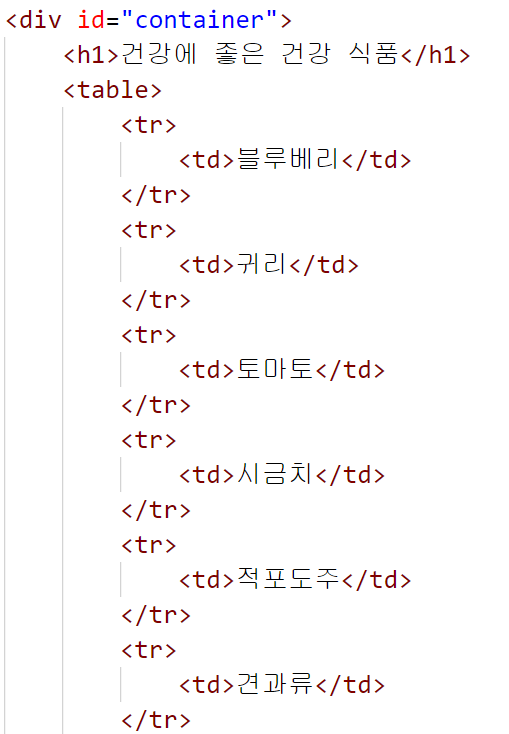 <div id="container">
<h1>건강에 좋은 건강 식품</h1>
<table>
<tr>
<td>블루베리</td>
</tr>
<tr>
<td>귀리</td>
</tr>
<tr>
<td>토마토</td>
</tr>
<tr>
<td>시금치</td>
</tr>
<tr>
<td>적포도주</td>
</tr>
<tr>
<td>견과류</td>
</tr>